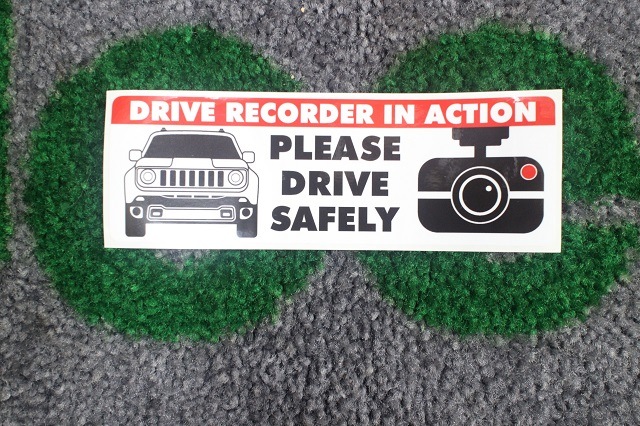 DRIVE RECORDER IN ACTION
PLEASE
DRIVE
SAFELY